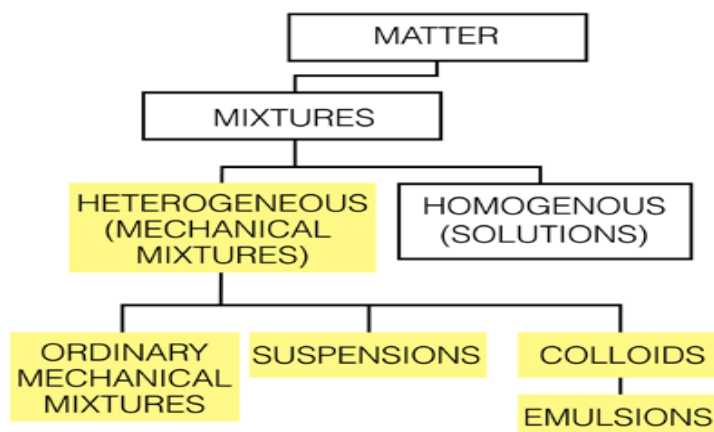 MATTER
MIXTURES
HETEROGENEOUS
(MECHANICAL
MIXTURES)
HOMOGENOUS
(SOLUTIONS)
ORDINARY
MECHANICAL
MIXTURES
SUSPENSIONS
COLLOIDS
EMULSIONS